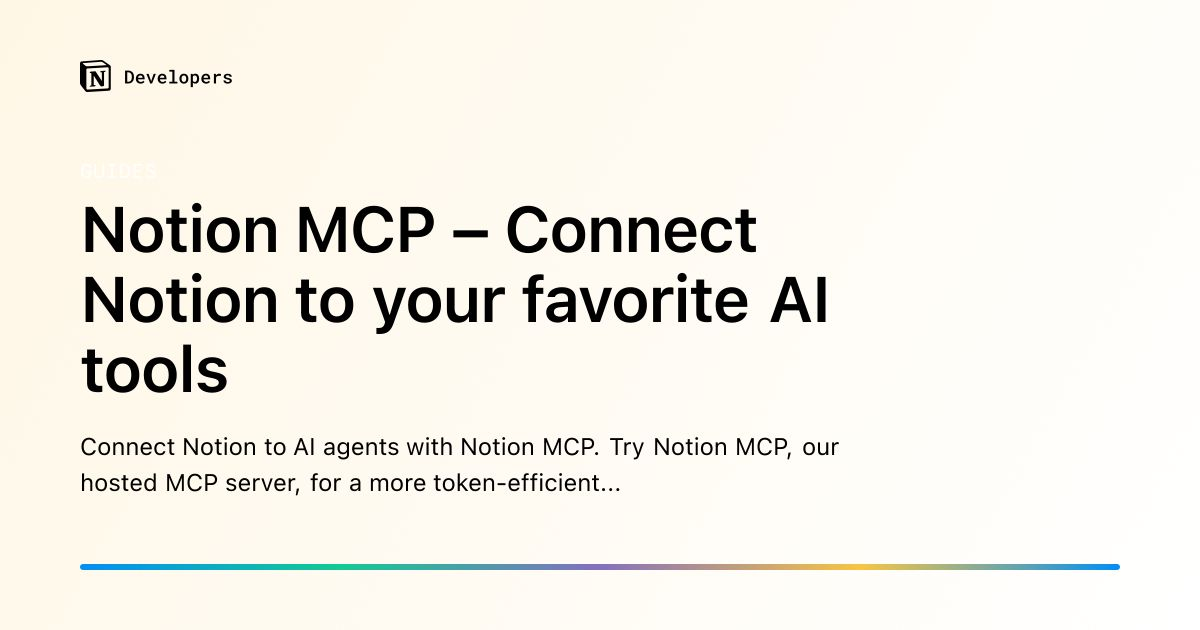 N Developers
GUIDES
Notion MCP – Connect
Notion to your favorite AI
tools
Connect Notion to AI agents with Notion MCP. Try Notion MCP, our
hosted MCP server, for a more token-efficient...